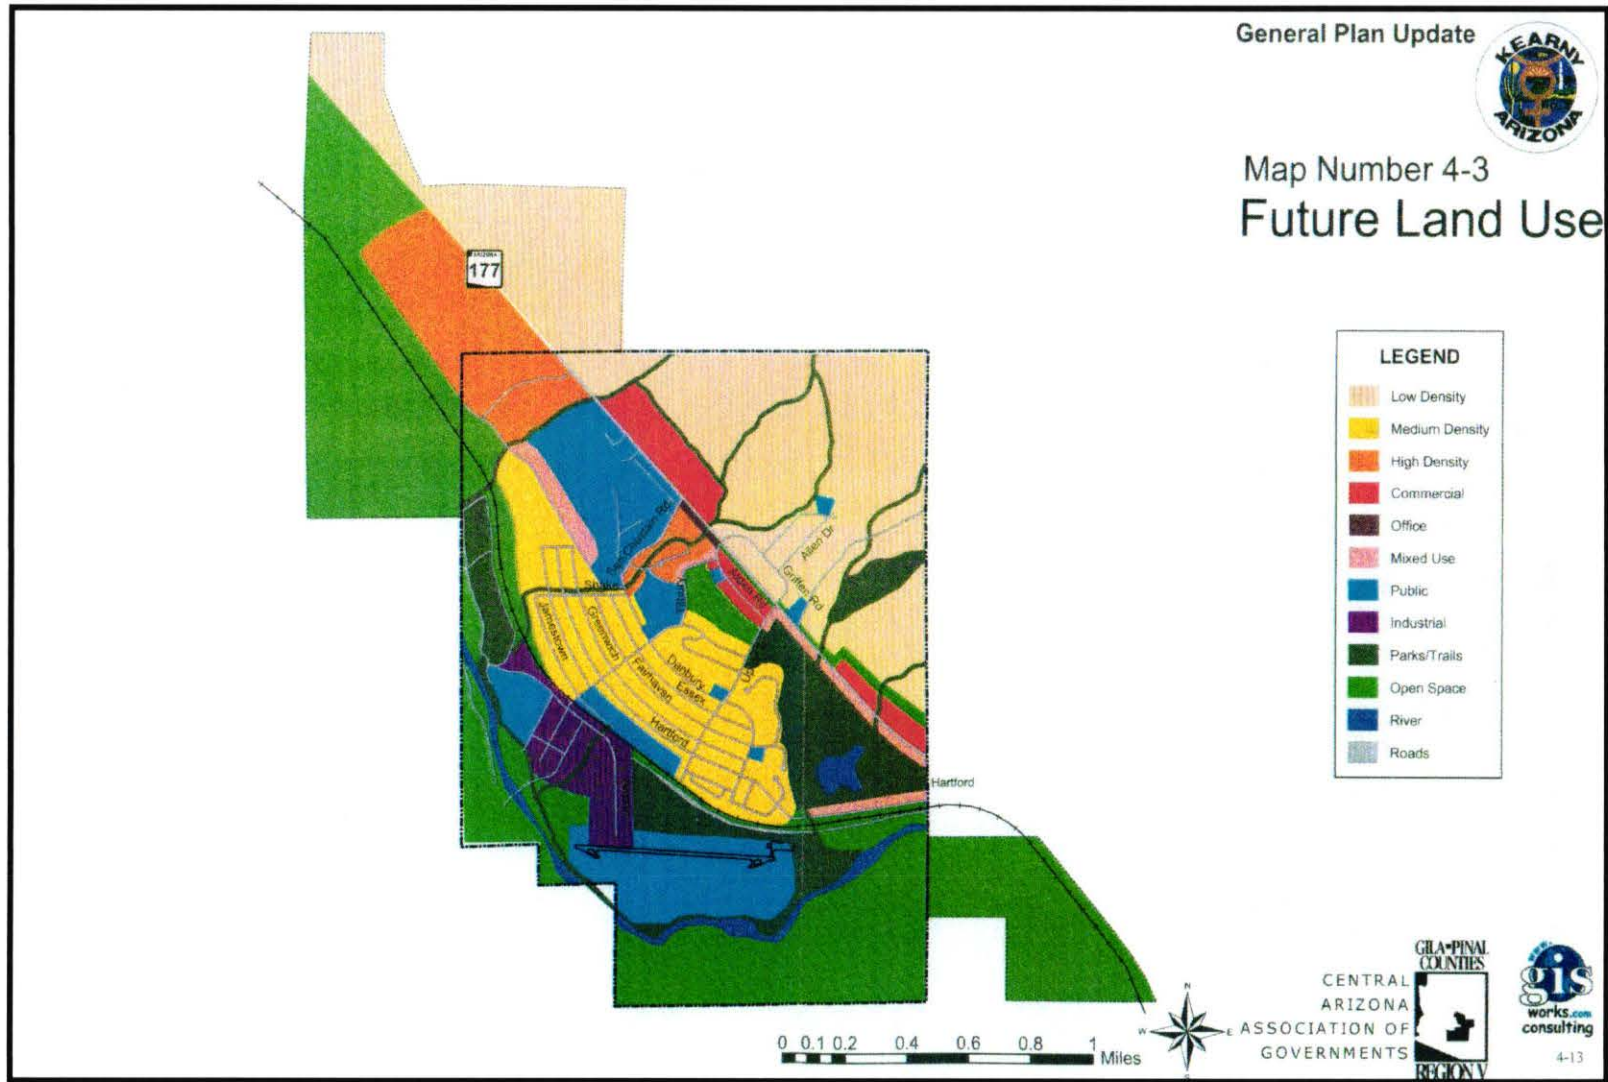 General Plan Update
KEARNY
ARIZONA
Map Number 4-3
Future Land Use
ARIZONA
177
LEGEND
Low Density
Medium Density
High Density
Commercial
Office
Mixed Use
Public
Industrial
Parks/Trails
Open Space
River
Roads
Allen Dr
Griffen Rd
Jamestown
Greenwich
Fairhaven
Danbury
Essex
Hartford
Hartford
0 0.1 0.2 0.4 0.6 0.8 1
Miles
N
W
E
S
CENTRAL
ARIZONA
ASSOCIATION OF
GOVERNMENTS
GILA•PINAL
COUNTIES
REGION V
www.
gis
works.com
consulting
4-13